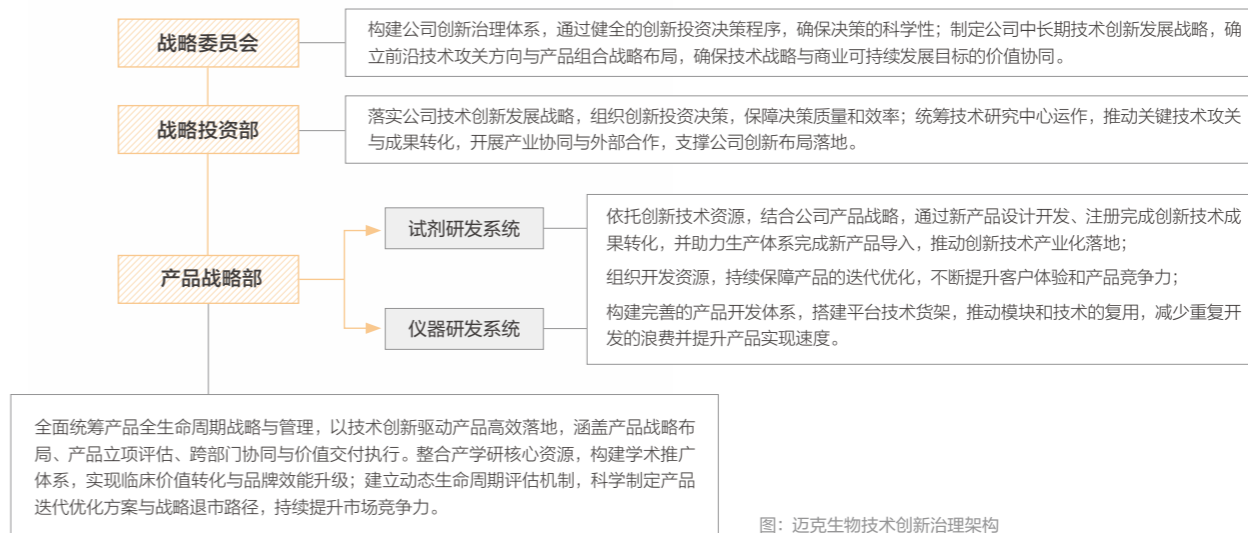 战略委员会
构建公司创新治理体系，通过健全的创新投资决策程序，确保决策的科学性；制定公司中长期技术创新发展战略，确
立前沿技术攻关方向与产品组合战略布局，确保技术战略与商业可持续发展目标的价值协同。
战略投资部
落实公司技术创新发展战略，组织创新投资决策，保障决策质量和效率；统筹技术研究中心运作，推动关键技术攻关
与成果转化，开展产业协同与外部合作，支撑公司创新布局落地。
产品战略部
试剂研发系统
仪器研发系统
依托创新技术资源，结合公司产品战略，通过新产品设计开发、注册完成创新技术成
果转化，并助力生产体系完成新产品导入，推动创新技术产业化落地；
组织开发资源，持续保障产品的迭代优化，不断提升客户体验和产品竞争力；
构建完善的产品开发体系，搭建平台技术货架，推动模块和技术的复用，减少重复开
发的浪费并提升产品实现速度。
全面统筹产品全生命周期战略与管理，以技术创新驱动产品高效落地，涵盖产品战略布
局、产品立项评估、跨部门协同与价值交付执行。整合产学研核心资源，构建学术推广
体系，实现临床价值转化与品牌效能升级；建立动态生命周期评估机制，科学制定产品
迭代优化方案与战略退市路径，持续提升市场竞争力。
图：迈克生物技术创新治理架构